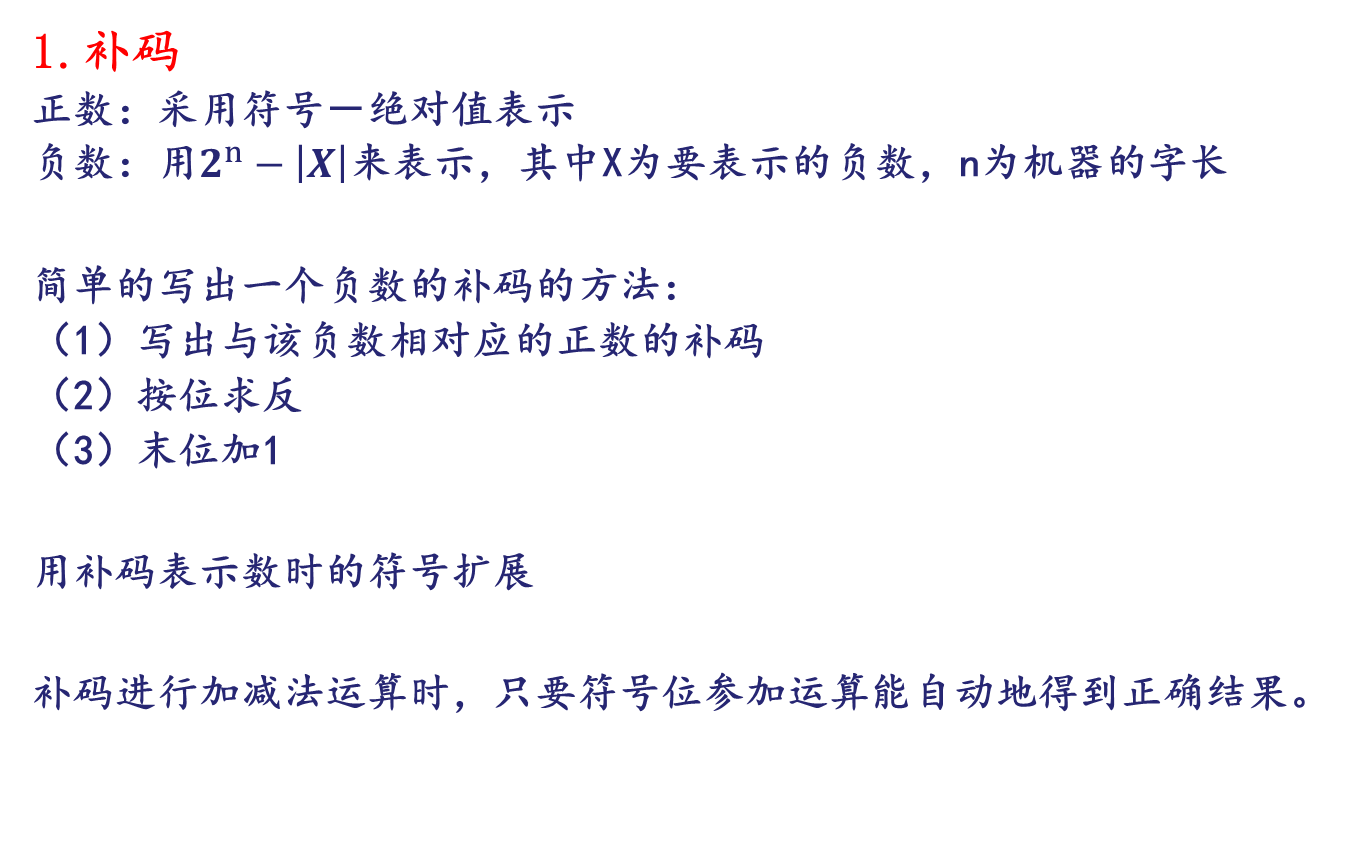 1.补码
正数：采用符号－绝对值表示
负数：用2ⁿ－|X|来表示，其中X为要表示的负数，n为机器的字长
简单的写出一个负数的补码的方法：
（1）写出与该负数相对应的正数的补码
（2）按位求反
（3）末位加1
用补码表示数时的符号扩展
补码进行加减法运算时，只要符号位参加运算能自动地得到正确结果。